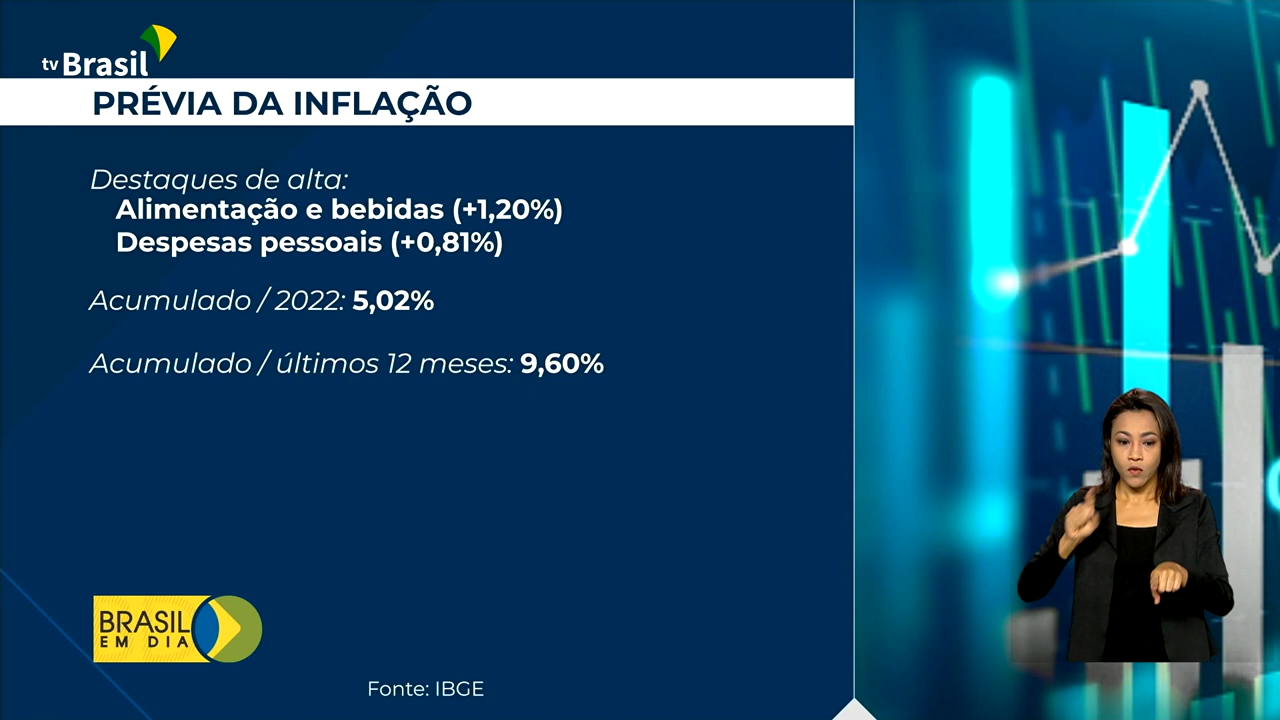 tv Brasil
PRÉVIA DA INFLAÇÃO
Destaques de alta:
Alimentação e bebidas (+1,20%)
Despesas pessoais (+0,81%)
Acumulado / 2022: 5,02%
Acumulado / últimos 12 meses: 9,60%
BRASIL
EM DIA
Fonte: IBGE